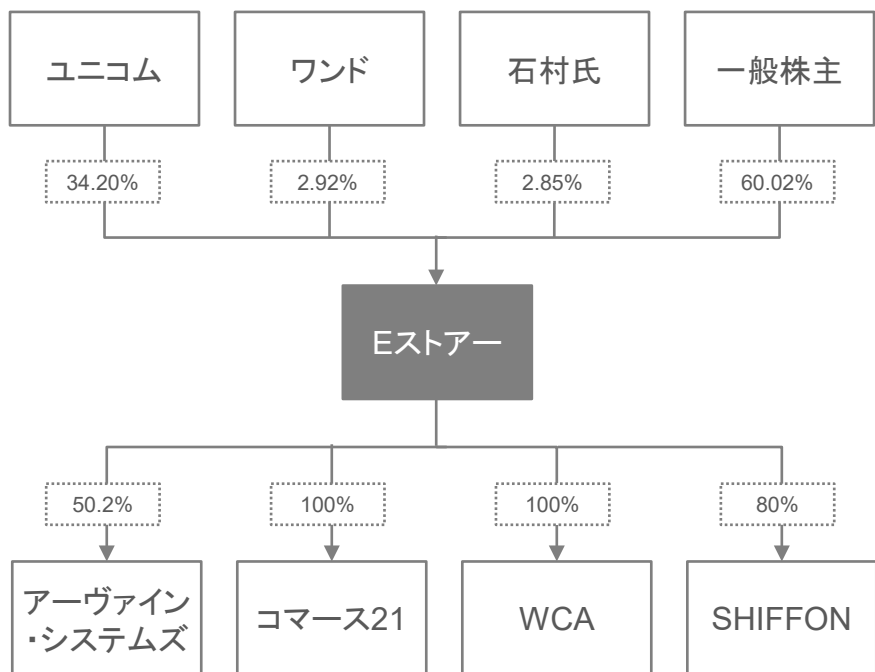 ユニコム
ワンド
石村氏
一般株主
34.20%
2.92%
2.85%
60.02%
Eストアー
50.2%
100%
100%
80%
アーヴァイン
・システムズ
コマース21
WCA
SHIFFON